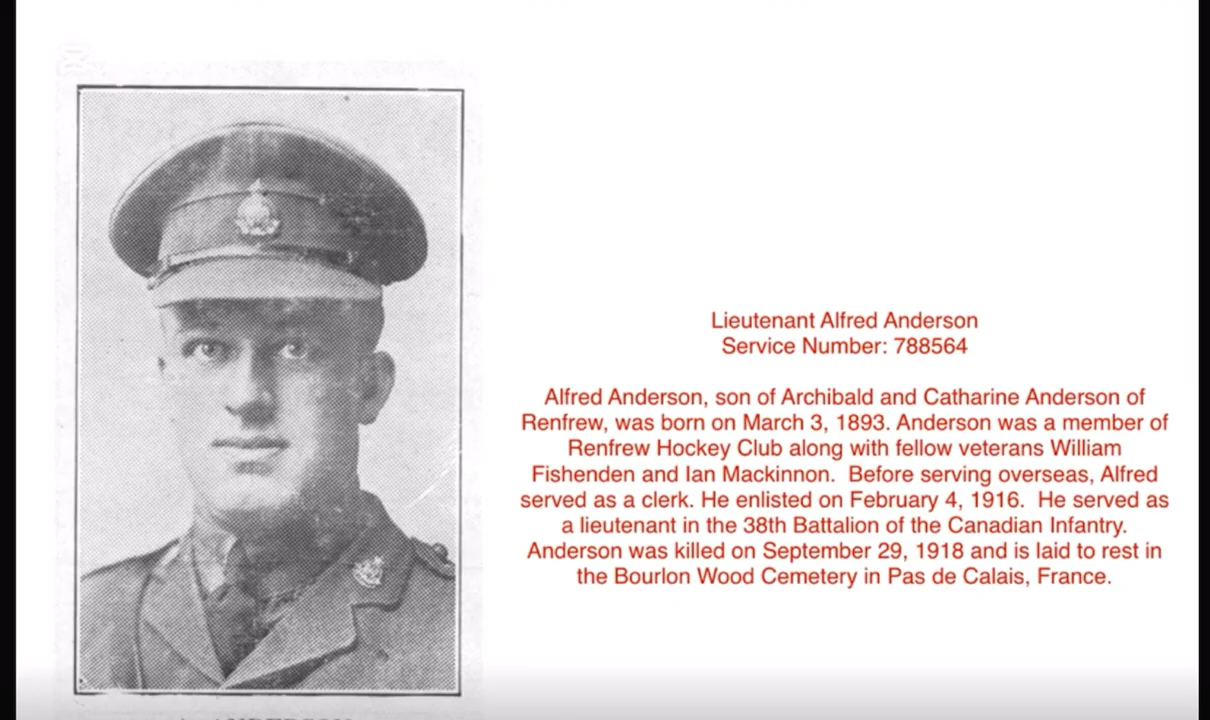 Lieutenant Alfred Anderson
Service Number: 788564
Alfred Anderson, son of Archibald and Catharine Anderson of
Renfrew, was born on March 3, 1893. Anderson was a member of
Renfrew Hockey Club along with fellow veterans William
Fishenden and Ian Mackinnon.  Before serving overseas, Alfred
served as a clerk. He enlisted on February 4, 1916.  He served as
a lieutenant in the 38th Battalion of the Canadian Infantry.
Anderson was killed on September 29, 1918 and is laid to rest in
the Bourlon Wood Cemetery in Pas de Calais, France.
ANDERSON